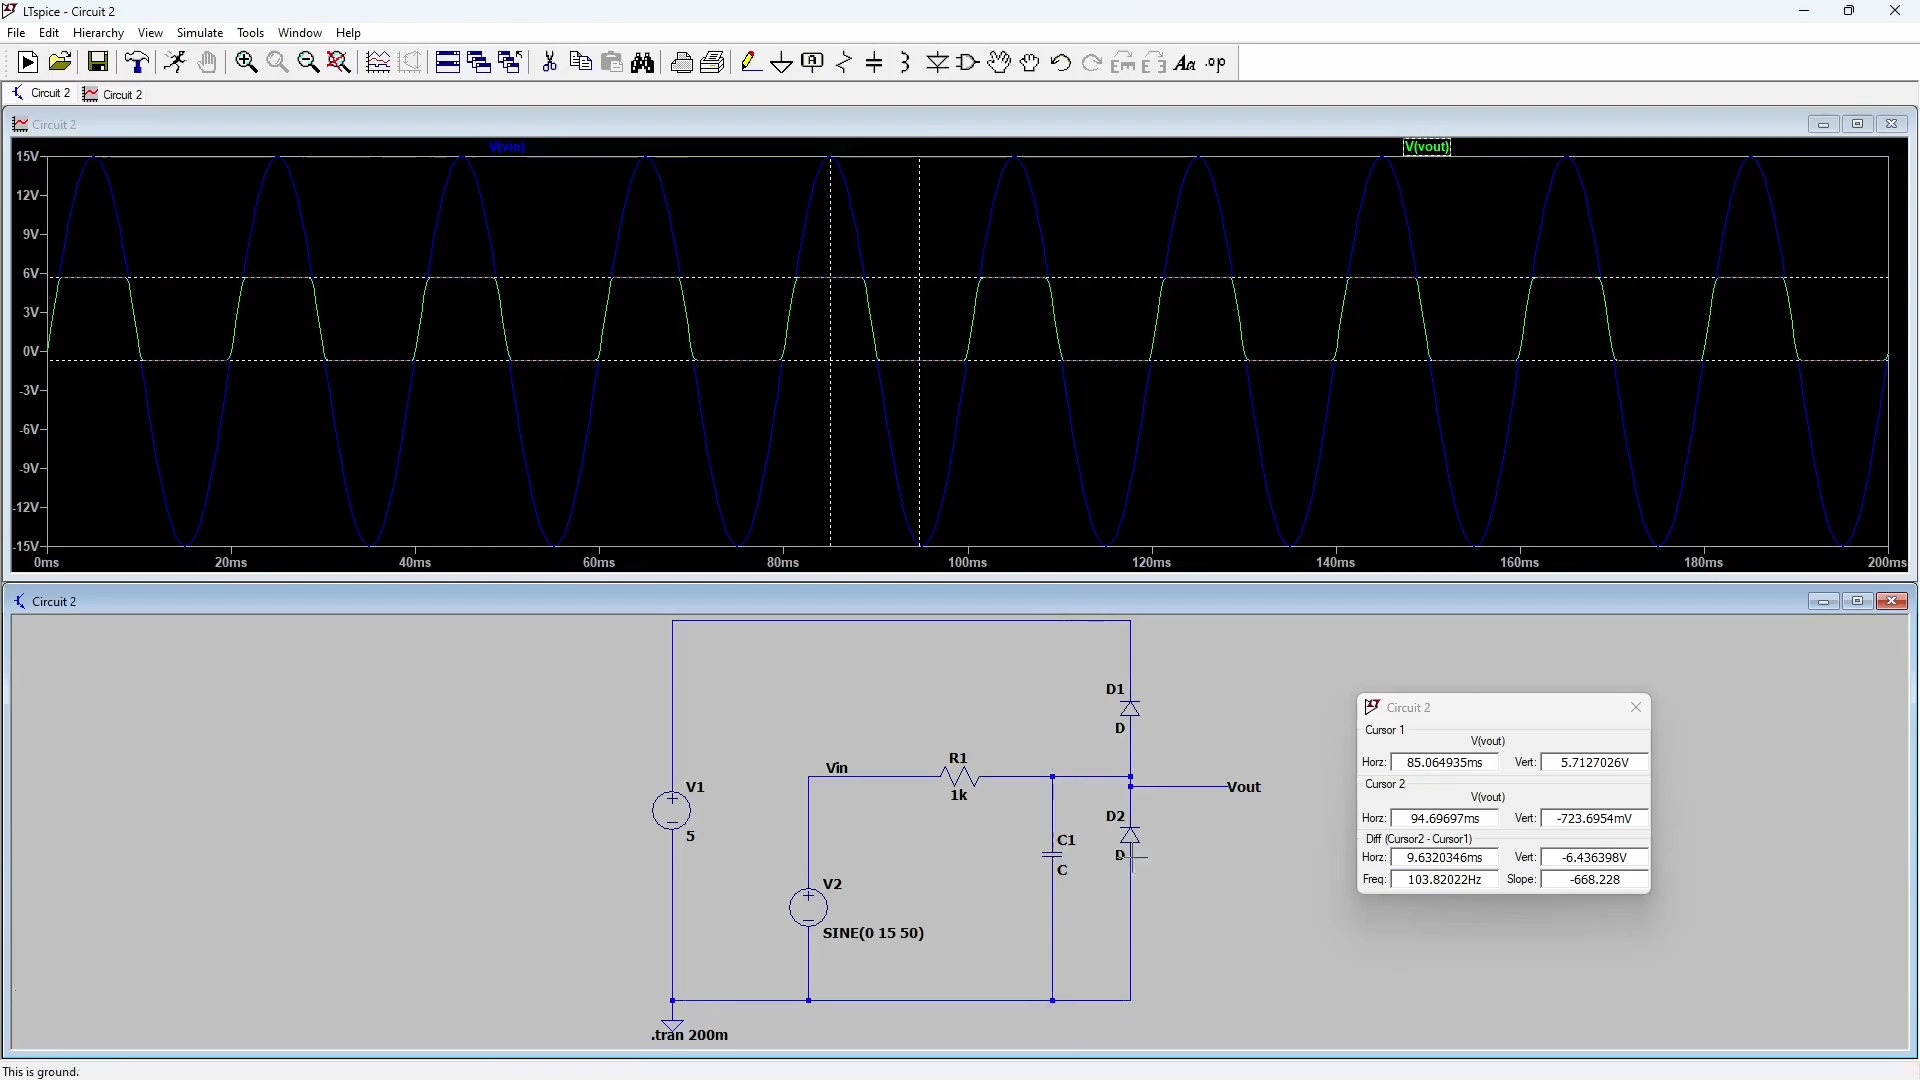 LTspice - Circuit 2
File Edit Hierarchy View Simulate Tools Window Help
Aa .op
Circuit 2 Circuit 2
Circuit 2
V(vin) V(vout)
15V
12V
9V
6V
3V
0V
-3V
-6V
-9V
-12V
-15V
0ms 20ms 40ms 60ms 80ms 100ms 120ms 140ms 160ms 180ms 200ms
Circuit 2
D1
D
R1
Vin
1k
V1
5
Vout
D2
C1
D
C
V2
SINE(0 15 50)
.tran 200m
Circuit 2
Cursor 1
V(vout)
Horz: 85.064935ms Vert: 5.7127026V
Cursor 2
V(vout)
Horz: 94.69697ms Vert: -723.6954mV
Diff (Cursor2 - Cursor1)
Horz: 9.6320346ms Vert: -6.436398V
Freq: 103.82022Hz Slope: -668.228
This is ground.